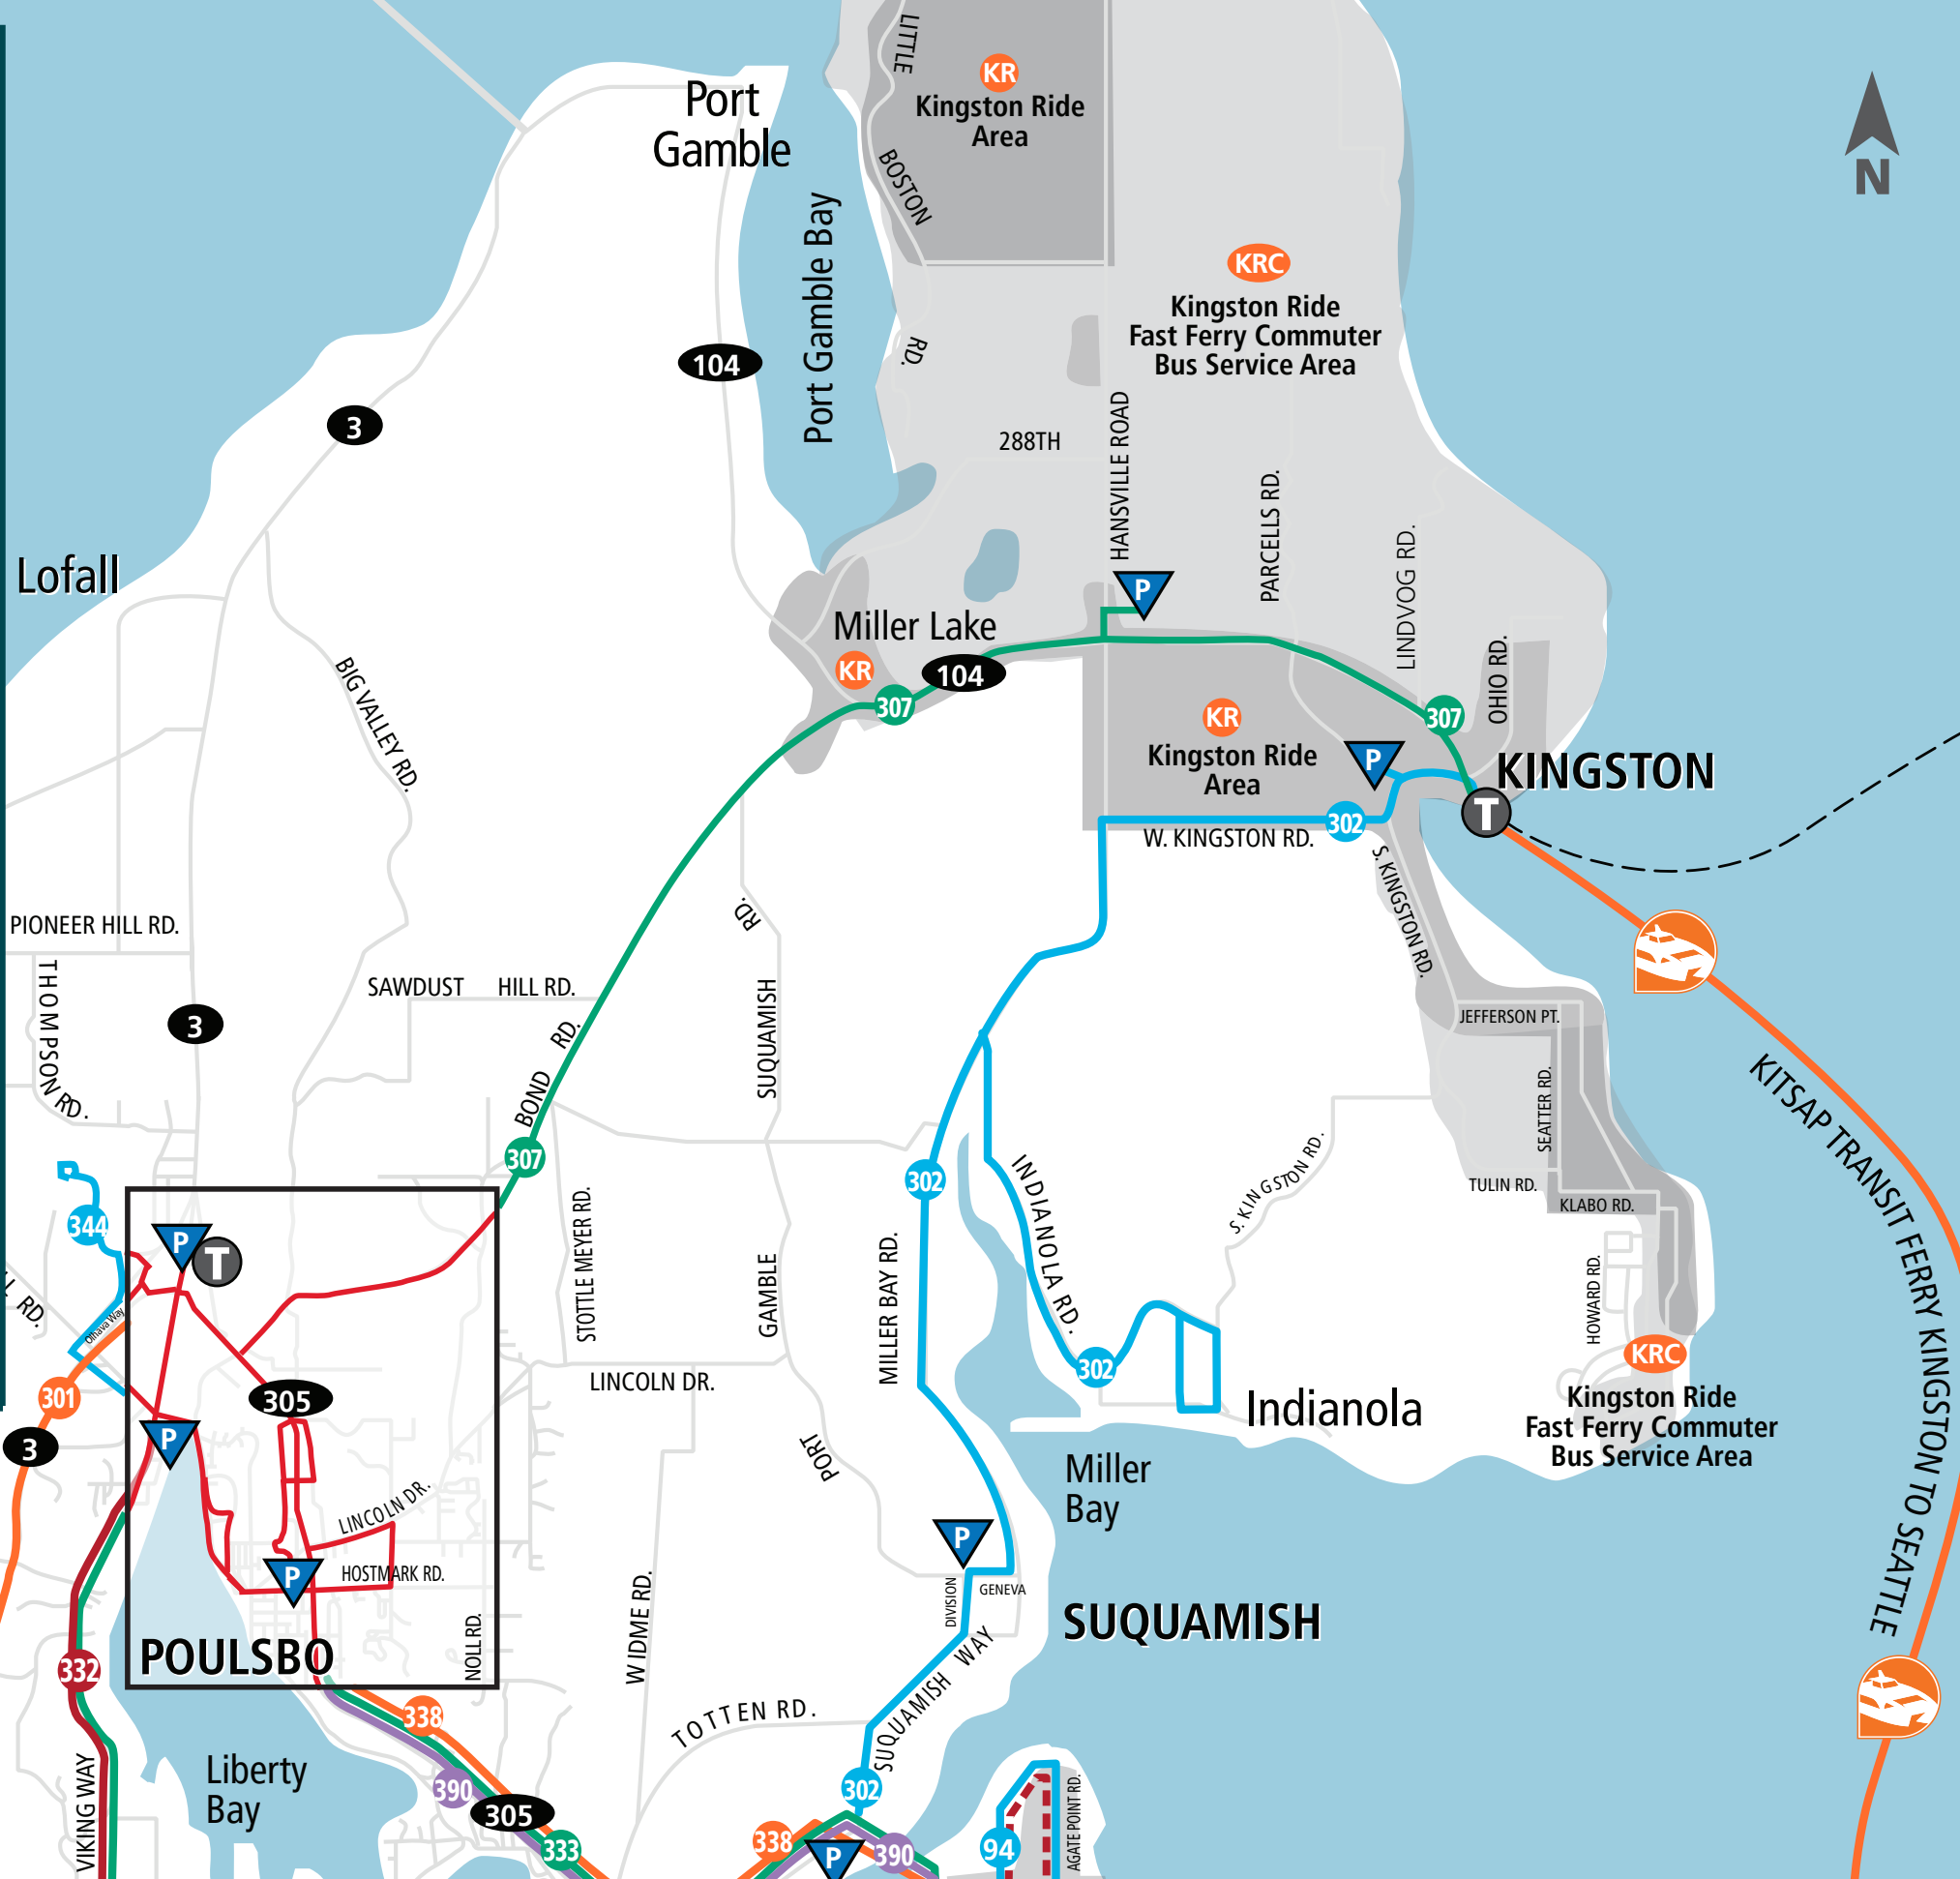 LITTLE
KR
Kingston Ride
Area
Port
Gamble
N
BOSTON
Port Gamble Bay
KRC
Kingston Ride
Fast Ferry Commuter
Bus Service Area
RD.
104
3
288TH
HANSVILLE ROAD
PARCELLS RD.
LINDVOG RD.
OHIO RD.
Lofall
P
Miller Lake
KR
104
307
307
BIG VALLEY RD.
KR
Kingston Ride
Area
P
KINGSTON
T
302
W. KINGSTON RD.
S. KINGSTON RD.
PIONEER HILL RD.
RD.
SQUAMISH
GAMBLE
PORT
THOMPSON RD.
SAWDUST HILL RD.
3
BOND RD.
JEFFERSON PT.
SEATTER RD.
KITSAP TRANSIT FERRY KINGSTON TO SEATTLE
307
302
INDIANOLA RD.
S. KINGSTON RD.
TULIN RD.
KLABO RD.
344
P
T
STOTTLE MEYER RD.
MILLER BAY RD.
HOWARD RD.
RD.
Olhava Way
302
KRC
Kingston Ride
Fast Ferry Commuter
Bus Service Area
LINCOLN DR.
301
305
Indianola
3
P
Miller
Bay
LINCOLN DR.
P
P
HOSTMARK RD.
DIVISION
GENEVA
WIDME RD.
NOLL RD.
SUQUAMISH
POULSBO
332
SUQUAMISH WAY
TOTTEN RD.
338
Liberty
Bay
390
302
305
VIKING WAY
333
338
P
390
94
AGATE POINT RD.